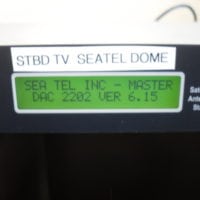 STBD TV SEATEL DOME
SEA TEL INC - MASTER
DAC 2202 VER 6.15